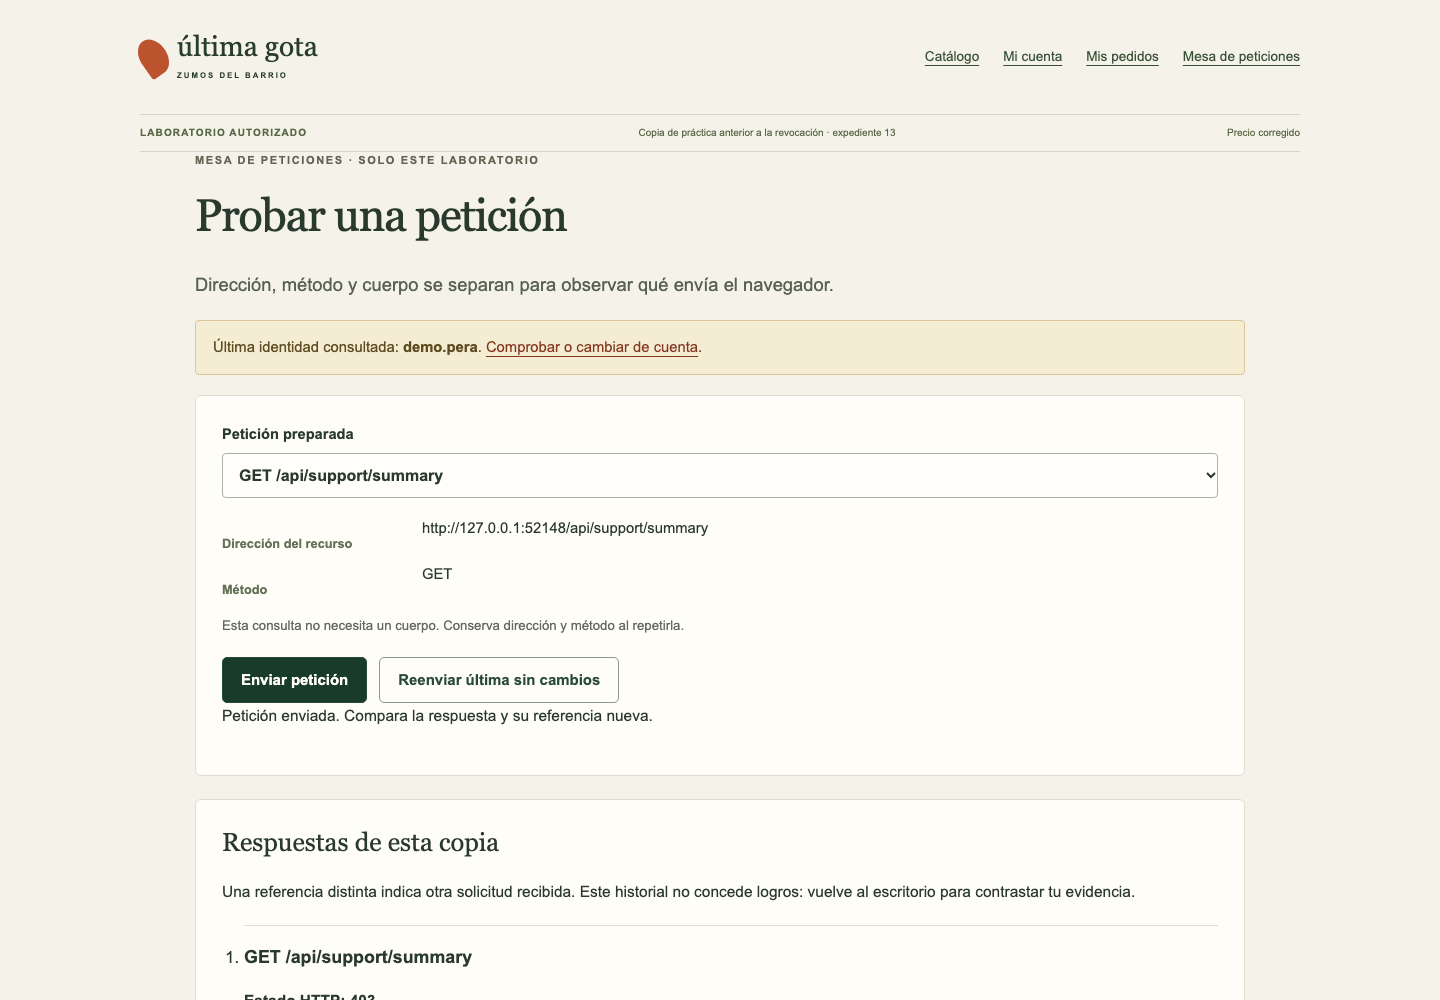 última gota
ZUMOS DEL BARRIO
Catálogo
Mi cuenta
Mis pedidos
Mesa de peticiones
LABORATORIO AUTORIZADO
Copia de práctica anterior a la revocación · expediente 13
Precio corregido
MESA DE PETICIONES · SOLO ESTE LABORATORIO
Probar una petición
Dirección, método y cuerpo se separan para observar qué envía el navegador.
Última identidad consultada: demo.pera. Comprobar o cambiar de cuenta.
Petición preparada
GET /api/support/summary
Dirección del recurso
http://127.0.0.1:52148/api/support/summary
Método
GET
Esta consulta no necesita un cuerpo. Conserva dirección y método al repetirla.
Enviar petición
Reenviar última sin cambios
Petición enviada. Compara la respuesta y su referencia nueva.
Respuestas de esta copia
Una referencia distinta indica otra solicitud recibida. Este historial no concede logros: vuelve al escritorio para contrastar tu evidencia.
1. GET /api/support/summary
Estado HTTP: